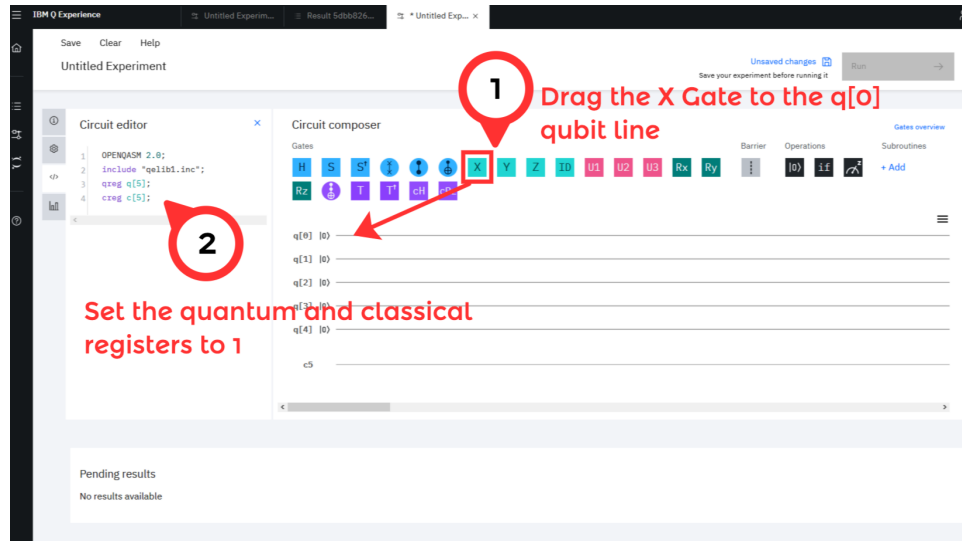 IBM Q Experience
Untitled Experim...
Result 5dbb826...
* Untitled Exp... ×
Save Clear Help
Untitled Experiment
Unsaved changes
Save your experiment before running it
Run →
1
Drag the X Gate to the q[0]
qubit line
Circuit editor ×
Circuit composer
Gates overview
Gates
Barrier
Operations
Subroutines
H S S† X Y Z ID U1 U2 U3 Rx Ry |0⟩ if z + Add
Rz T T† cH
1 OPENQASM 2.0;
2 include "qelib1.inc";
3 qreg q[5];
4 creg c[5];
2
Set the quantum and classical
registers to 1
q[0] |0⟩
q[1] |0⟩
q[2] |0⟩
q[3] |0⟩
q[4] |0⟩
c5
Pending results
No results available